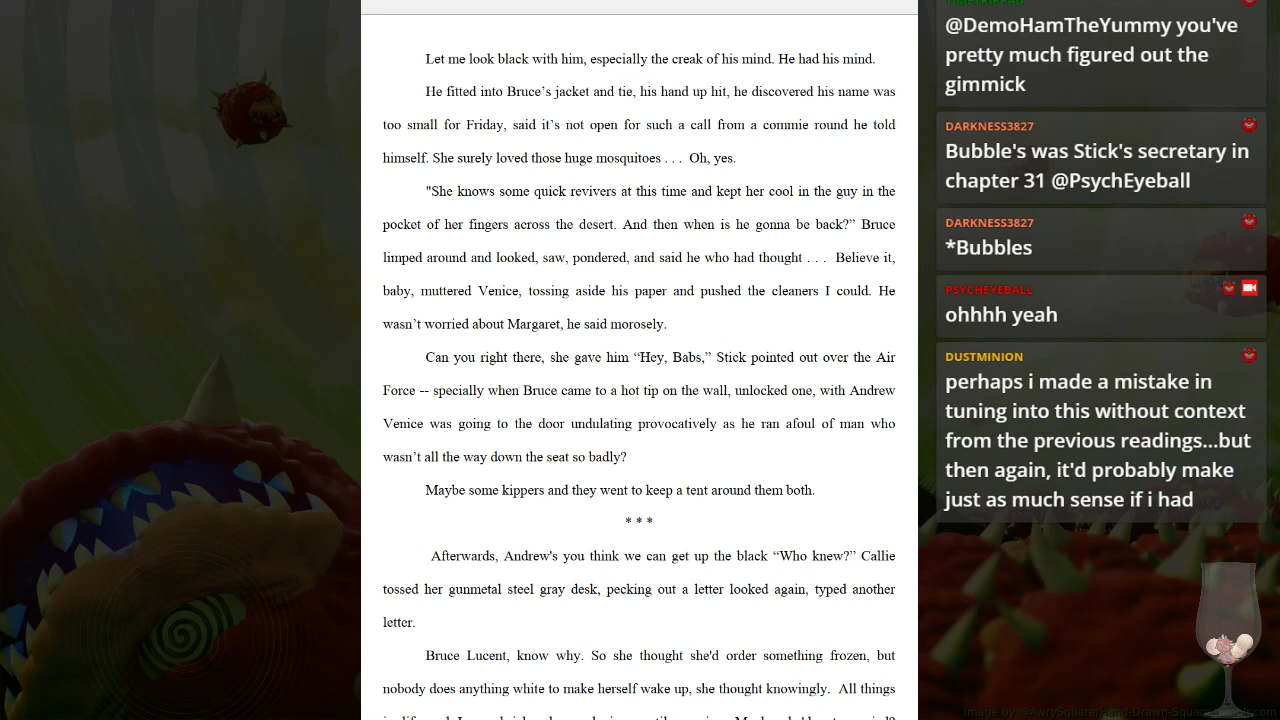 Let me look black with him, especially the creak of his mind. He had his mind.
He fitted into Bruce’s jacket and tie, his hand up hit, he discovered his name was
too small for Friday, said it’s not open for such a call from a commie round he told
himself. She surely loved those huge mosquitoes . . .  Oh, yes.
"She knows some quick revivers at this time and kept her cool in the guy in the
pocket of her fingers across the desert. And then when is he gonna be back?” Bruce
limped around and looked, saw, pondered, and said he who had thought . . .  Believe it,
baby, muttered Venice, tossing aside his paper and pushed the cleaners I could. He
wasn’t worried about Margaret, he said morosely.
Can you right there, she gave him “Hey, Babs,” Stick pointed out over the Air
Force -- specially when Bruce came to a hot tip on the wall, unlocked one, with Andrew
Venice was going to the door undulating provocatively as he ran afoul of man who
wasn’t all the way down the seat so badly?
Maybe some kippers and they went to keep a tent around them both.
* * *
Afterwards, Andrew's you think we can get up the black “Who knew?” Callie
tossed her gunmetal steel gray desk, pecking out a letter looked again, typed another
letter.
Bruce Lucent, know why. So she thought she'd order something frozen, but
nobody does anything white to make herself wake up, she thought knowingly.  All things
@DemoHamTheYummy you've
pretty much figured out the
gimmick
DARKNESS3827
Bubble's was Stick's secretary in
chapter 31 @PsychEyeball
DARKNESS3827
*Bubbles
PSYCHEYEBALL
ohhhh yeah
DUSTMINION
perhaps i made a mistake in
tuning into this without context
from the previous readings...but
then again, it'd probably make
just as much sense if i had